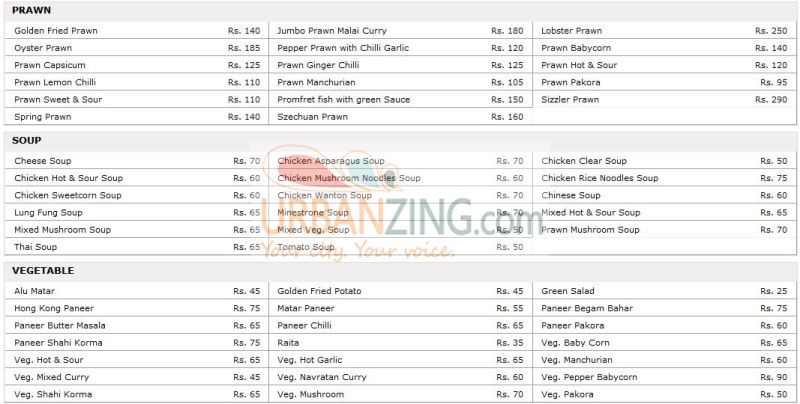 PRAWN
Golden Fried Prawn Rs. 140 Jumbo Prawn Malai Curry Rs. 180 Lobster Prawn Rs. 250
Oyster Prawn Rs. 185 Pepper Prawn with Chilli Garlic Rs. 120 Prawn Babycorn Rs. 140
Prawn Capsicum Rs. 125 Prawn Ginger Chilli Rs. 125 Prawn Hot & Sour Rs. 120
Prawn Lemon Chilli Rs. 110 Prawn Manchurian Rs. 105 Prawn Pakora Rs. 95
Prawn Sweet & Sour Rs. 110 Promfret fish with green Sauce Rs. 150 Sizzler Prawn Rs. 290
Spring Prawn Rs. 140 Szechuan Prawn Rs. 160
SOUP
Cheese Soup Rs. 70 Chicken Asparagus Soup Rs. 70 Chicken Clear Soup Rs. 50
Chicken Hot & Sour Soup Rs. 60 Chicken Mushroom Noodles Soup Rs. 60 Chicken Rice Noodles Soup Rs. 75
Chicken Sweetcorn Soup Rs. 60 Chicken Wanton Soup Rs. 65 Chinese Soup Rs. 60
Lung Fung Soup Rs. 65 Minestrone Soup Rs. 70 Mixed Hot & Sour Soup Rs. 65
Mixed Mushroom Soup Rs. 65 Mixed Veg. Soup Rs. 50 Prawn Mushroom Soup Rs. 70
Thai Soup Rs. 65 Tomato Soup Rs. 50
URBANZING.com
Your city. Your voice.
VEGETABLE
Alu Matar Rs. 45 Golden Fried Potato Rs. 45 Green Salad Rs. 25
Hong Kong Paneer Rs. 75 Matar Paneer Rs. 55 Paneer Begam Bahar Rs. 75
Paneer Butter Masala Rs. 65 Paneer Chilli Rs. 65 Paneer Pakora Rs. 60
Paneer Shahi Korma Rs. 75 Raita Rs. 35 Veg. Baby Corn Rs. 65
Veg. Hot & Sour Rs. 65 Veg. Hot Garlic Rs. 65 Veg. Manchurian Rs. 60
Veg. Mixed Curry Rs. 45 Veg. Navratan Curry Rs. 60 Veg. Pepper Babycorn Rs. 90
Veg. Shahi Korma Rs. 65 Veg. Mushroom Rs. 70 Veg. Pakora Rs. 50